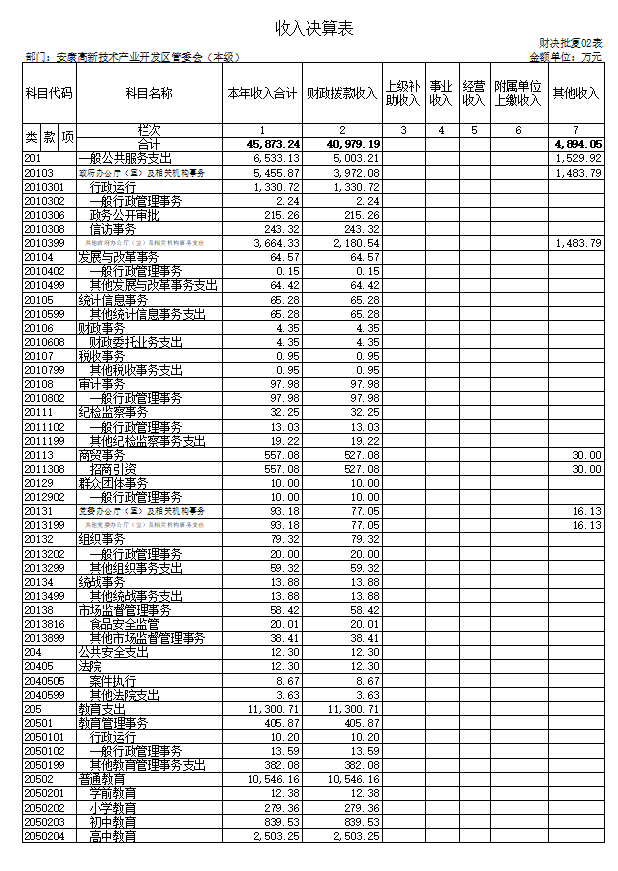 收入决算表
财决批复02表
部门：安康高新技术产业开发区管委会（本级） 金额单位：万元
科目代码 科目名称 本年收入合计 财政拨款收入 上级补助收入 事业收入 经营收入 附属单位上缴收入 其他收入
类 款 项 栏次 1 2 3 4 5 6 7
合计 45,873.24 40,979.19 4,894.05
201 一般公共服务支出 6,533.13 5,003.21 1,529.92
20103 政府办公厅（室）及相关机构事务 5,455.87 3,972.08 1,483.79
2010301 行政运行 1,330.72 1,330.72
2010302 一般行政管理事务 2.24 2.24
2010306 政务公开审批 215.26 215.26
2010308 信访事务 243.32 243.32
2010399 其他政府办公厅（室）及相关机构事务支出 3,664.33 2,180.54 1,483.79
20104 发展与改革事务 64.57 64.57
2010402 一般行政管理事务 0.15 0.15
2010499 其他发展与改革事务支出 64.42 64.42
20105 统计信息事务 65.28 65.28
2010599 其他统计信息事务支出 65.28 65.28
20106 财政事务 4.35 4.35
2010608 财政委托业务支出 4.35 4.35
20107 税收事务 0.95 0.95
2010799 其他税收事务支出 0.95 0.95
20108 审计事务 97.98 97.98
2010802 一般行政管理事务 97.98 97.98
20111 纪检监察事务 32.25 32.25
2011102 一般行政管理事务 13.03 13.03
2011199 其他纪检监察事务支出 19.22 19.22
20113 商贸事务 557.08 527.08 30.00
2011308 招商引资 557.08 527.08 30.00
20129 群众团体事务 10.00 10.00
2012902 一般行政管理事务 10.00 10.00
20131 党委办公厅（室）及相关机构事务 93.18 77.05 16.13
2013199 其他党委办公厅（室）及相关机构事务支出 93.18 77.05 16.13
20132 组织事务 79.32 79.32
2013202 一般行政管理事务 20.00 20.00
2013299 其他组织事务支出 59.32 59.32
20134 统战事务 13.88 13.88
2013499 其他统战事务支出 13.88 13.88
20138 市场监督管理事务 58.42 58.42
2013816 食品安全监管 20.01 20.01
2013899 其他市场监督管理事务 38.41 38.41
204 公共安全支出 12.30 12.30
20405 法院 12.30 12.30
2040505 案件执行 8.67 8.67
2040599 其他法院支出 3.63 3.63
205 教育支出 11,300.71 11,300.71
20501 教育管理事务 405.87 405.87
2050101 行政运行 10.20 10.20
2050102 一般行政管理事务 13.59 13.59
2050199 其他教育管理事务支出 382.08 382.08
20502 普通教育 10,546.16 10,546.16
2050201 学前教育 12.38 12.38
2050202 小学教育 279.36 279.36
2050203 初中教育 839.53 839.53
2050204 高中教育 2,503.25 2,503.25